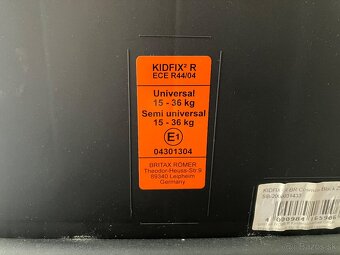 KIDFIX² R
ECE R44/04
Universal
15 - 36 kg
Semi universal
15 - 36 kg
E1
04301304
BRITAX RÖMER
Theodor-Heuss-Str.9
89340 Leipheim
Germany
KIDFIX